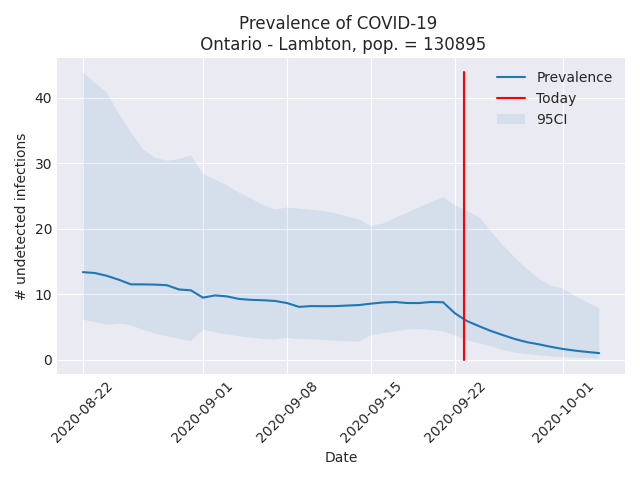 Prevalence of COVID-19
Ontario - Lambton, pop. = 130895
Prevalence
Today
95CI
# undetected infections
40
30
20
10
0
2020-08-22
2020-09-01
2020-09-08
2020-09-15
2020-09-22
2020-10-01
Date